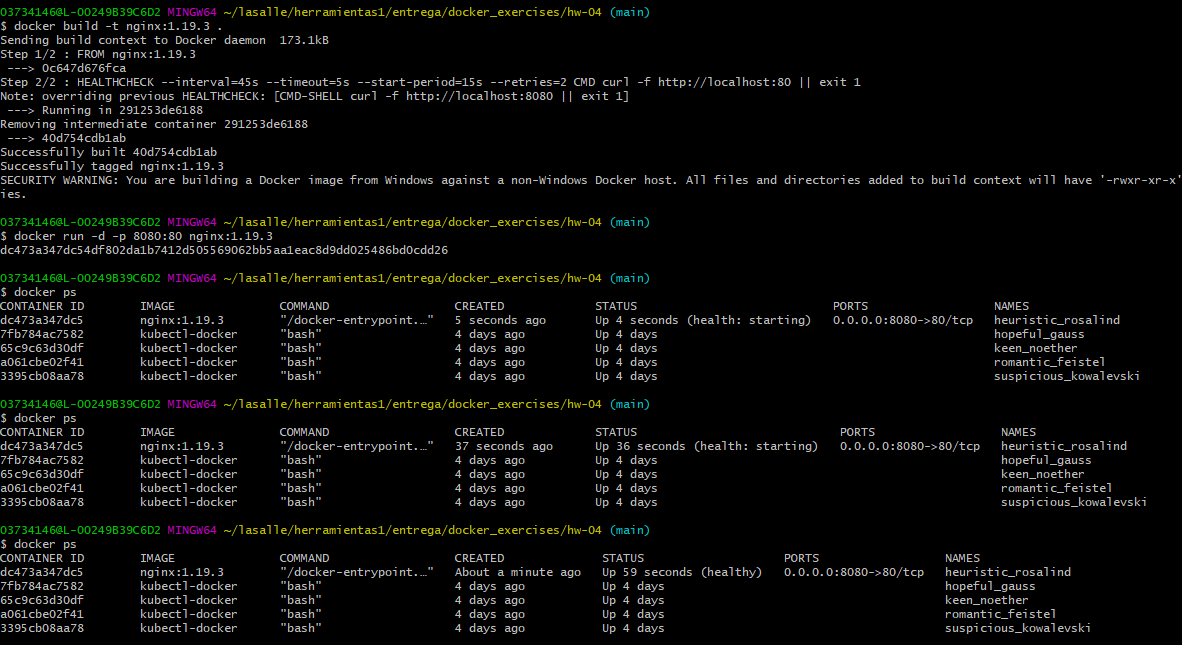 03734146@L-00249B39C6D2 MINGW64 ~/lasalle/herramientas1/entrega/docker_exercises/hw-04 (main)
$ docker build -t nginx:1.19.3 .
Sending build context to Docker daemon  173.1kB
Step 1/2 : FROM nginx:1.19.3
 ---> 0c647d676fca
Step 2/2 : HEALTHCHECK --interval=45s --timeout=5s --start-period=15s --retries=2 CMD curl -f http://localhost:80 || exit 1
Note: overriding previous HEALTHCHECK: [CMD-SHELL curl -f http://localhost:8080 || exit 1]
 ---> Running in 291253de6188
Removing intermediate container 291253de6188
 ---> 40d754cdb1ab
Successfully built 40d754cdb1ab
Successfully tagged nginx:1.19.3
SECURITY WARNING: You are building a Docker image from Windows against a non-Windows Docker host. All files and directories added to build context will have '-rwxr-xr-x'
ies.
03734146@L-00249B39C6D2 MINGW64 ~/lasalle/herramientas1/entrega/docker_exercises/hw-04 (main)
$ docker run -d -p 8080:80 nginx:1.19.3
dc473a347dc54df802da1b7412d505569062bb5aa1eac8d9dd025486bd0cdd26
03734146@L-00249B39C6D2 MINGW64 ~/lasalle/herramientas1/entrega/docker_exercises/hw-04 (main)
$ docker ps
CONTAINER ID   IMAGE   COMMAND   CREATED   STATUS   PORTS   NAMES
dc473a347dc5   nginx:1.19.3   "/docker-entrypoint.…"   5 seconds ago   Up 4 seconds (health: starting)   0.0.0.0:8080->80/tcp   heuristic_rosalind
7fb784ac7582   kubectl-docker   "bash"   4 days ago   Up 4 days   hopeful_gauss
65c9c63d30df   kubectl-docker   "bash"   4 days ago   Up 4 days   keen_noether
a061cbe02f41   kubectl-docker   "bash"   4 days ago   Up 4 days   romantic_feistel
3395cb08aa78   kubectl-docker   "bash"   4 days ago   Up 4 days   suspicious_kowalevski
03734146@L-00249B39C6D2 MINGW64 ~/lasalle/herramientas1/entrega/docker_exercises/hw-04 (main)
$ docker ps
CONTAINER ID   IMAGE   COMMAND   CREATED   STATUS   PORTS   NAMES
dc473a347dc5   nginx:1.19.3   "/docker-entrypoint.…"   37 seconds ago   Up 36 seconds (health: starting)   0.0.0.0:8080->80/tcp   heuristic_rosalind
7fb784ac7582   kubectl-docker   "bash"   4 days ago   Up 4 days   hopeful_gauss
65c9c63d30df   kubectl-docker   "bash"   4 days ago   Up 4 days   keen_noether
a061cbe02f41   kubectl-docker   "bash"   4 days ago   Up 4 days   romantic_feistel
3395cb08aa78   kubectl-docker   "bash"   4 days ago   Up 4 days   suspicious_kowalevski
03734146@L-00249B39C6D2 MINGW64 ~/lasalle/herramientas1/entrega/docker_exercises/hw-04 (main)
$ docker ps
CONTAINER ID   IMAGE   COMMAND   CREATED   STATUS   PORTS   NAMES
dc473a347dc5   nginx:1.19.3   "/docker-entrypoint.…"   About a minute ago   Up 59 seconds (healthy)   0.0.0.0:8080->80/tcp   heuristic_rosalind
7fb784ac7582   kubectl-docker   "bash"   4 days ago   Up 4 days   hopeful_gauss
65c9c63d30df   kubectl-docker   "bash"   4 days ago   Up 4 days   keen_noether
a061cbe02f41   kubectl-docker   "bash"   4 days ago   Up 4 days   romantic_feistel
3395cb08aa78   kubectl-docker   "bash"   4 days ago   Up 4 days   suspicious_kowalevski